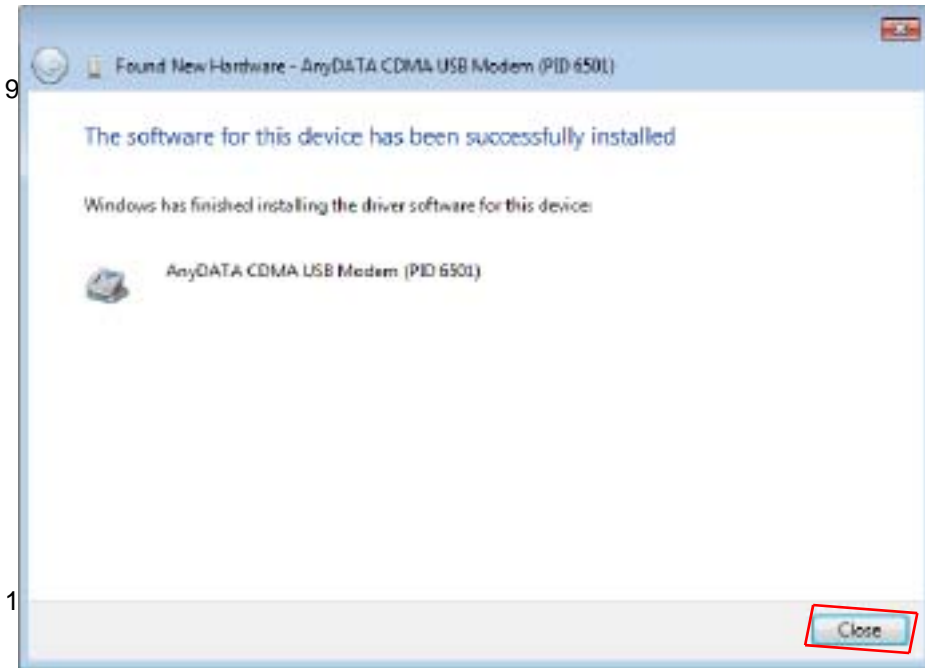 Found New Hardware - AnyDATA CDMA USB Modem (PID 6501)
9
The software for this device has been successfully installed
Windows has finished installing the driver software for this device:
AnyDATA CDMA USB Modem (PID 6501)
1
Close